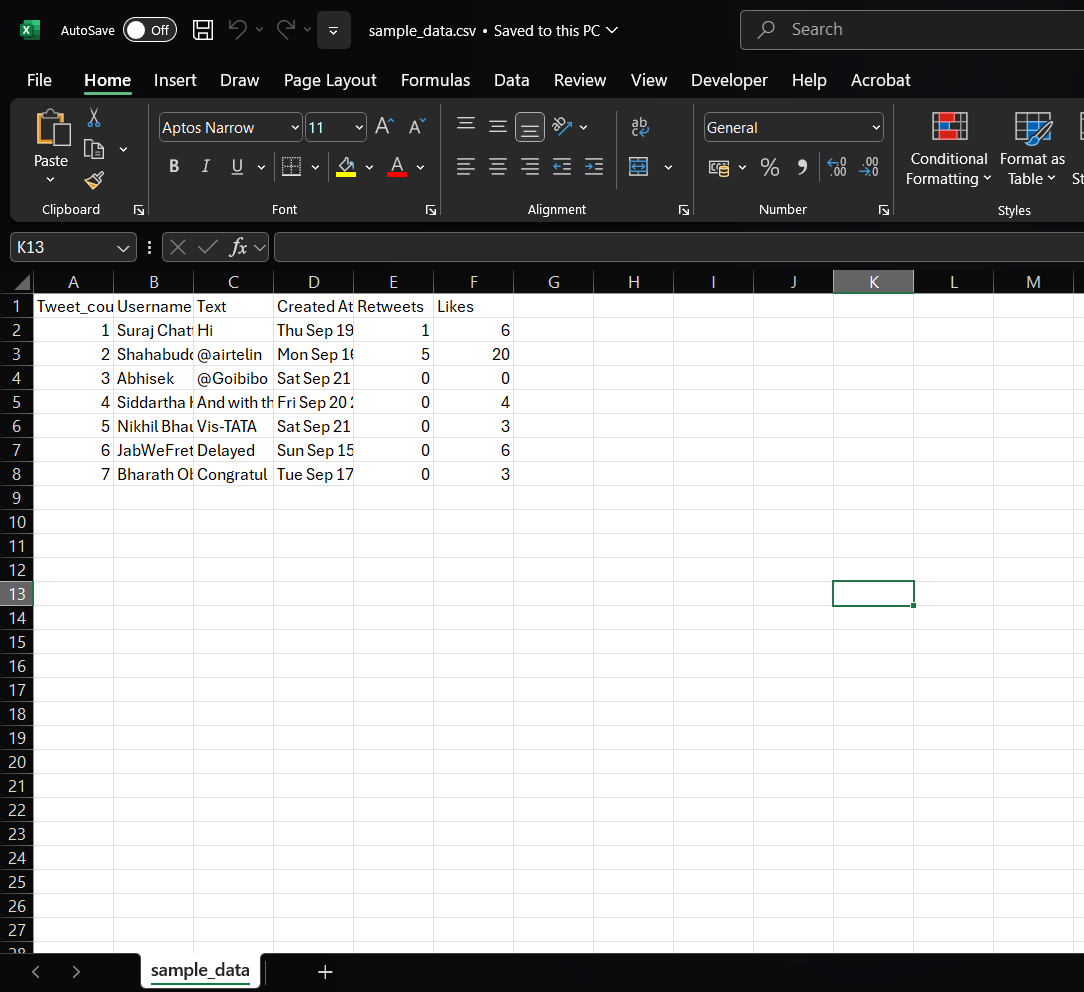 AutoSave Off sample_data.csv • Saved to this PC Search
File Home Insert Draw Page Layout Formulas Data Review View Developer Help Acrobat
Paste
Aptos Narrow 11
B I U
General
Conditional Formatting
Format as Table
Clipboard Font Alignment Number Styles
K13 fx
A B C D E F G H I J K L M
1 Tweet_cou Username Text Created At Retweets Likes
2 1 Suraj Chat Hi Thu Sep 19 1 6
3 2 Shahabudd @airtelin Mon Sep 16 5 20
4 3 Abhisek @Goibibo Sat Sep 21 0 0
5 4 Siddartha And with th Fri Sep 20 0 4
6 5 Nikhil Bhau Vis-TATA Sat Sep 21 0 3
7 6 JabWeFret Delayed Sun Sep 15 0 6
8 7 Bharath Congratul Tue Sep 17 0 3
9
10
11
12
13
14
15
16
17
18
19
20
21
22
23
24
25
26
27
28
sample_data